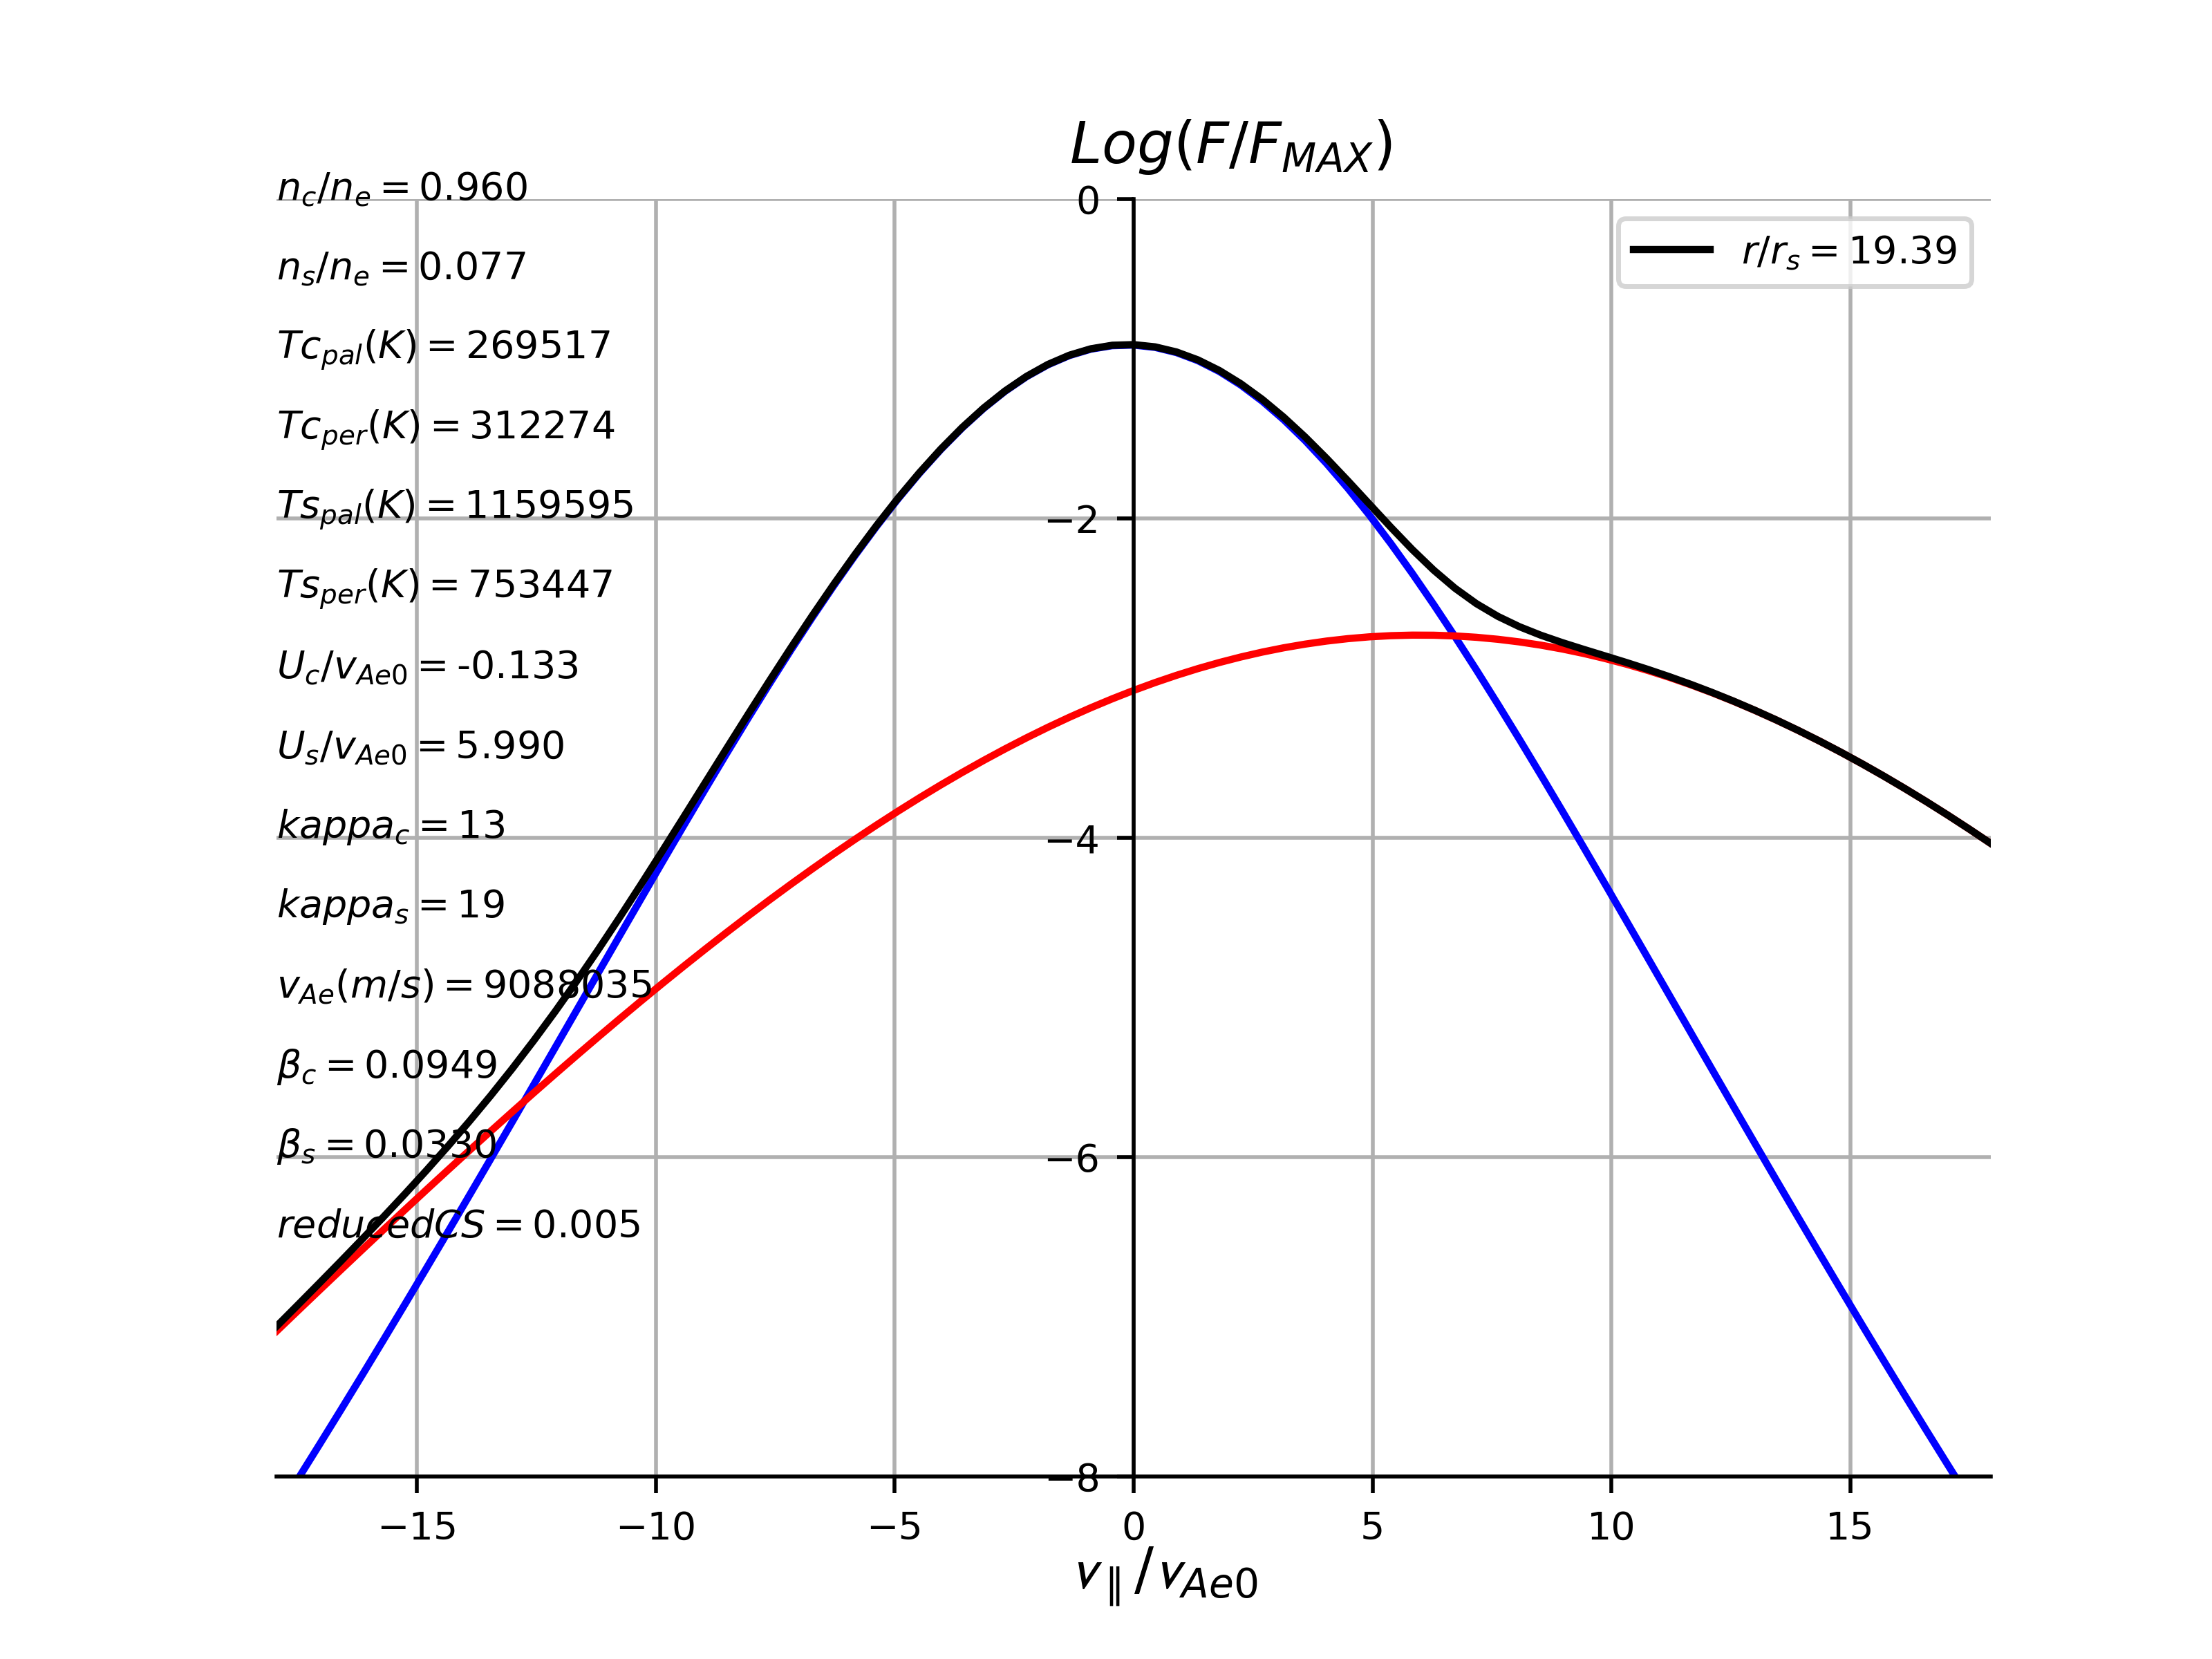 Log(F/F_MAX)
n_c/n_e = 0.960
n_s/n_e = 0.077
Tc_pal(K) = 269517
Tc_per(K) = 312274
Ts_pal(K) = 1159595
Ts_per(K) = 753447
U_c/v_Ae0 = -0.133
U_s/v_Ae0 = 5.990
kappa_c = 13
kappa_s = 19
v_Ae(m/s) = 9088035
β_c = 0.0949
β_s = 0.0330
reducedCS = 0.005
r/r_s = 19.39
0
−2
−4
−6
−8
−15 −10 −5 0 5 10 15
v_∥/v_Ae0